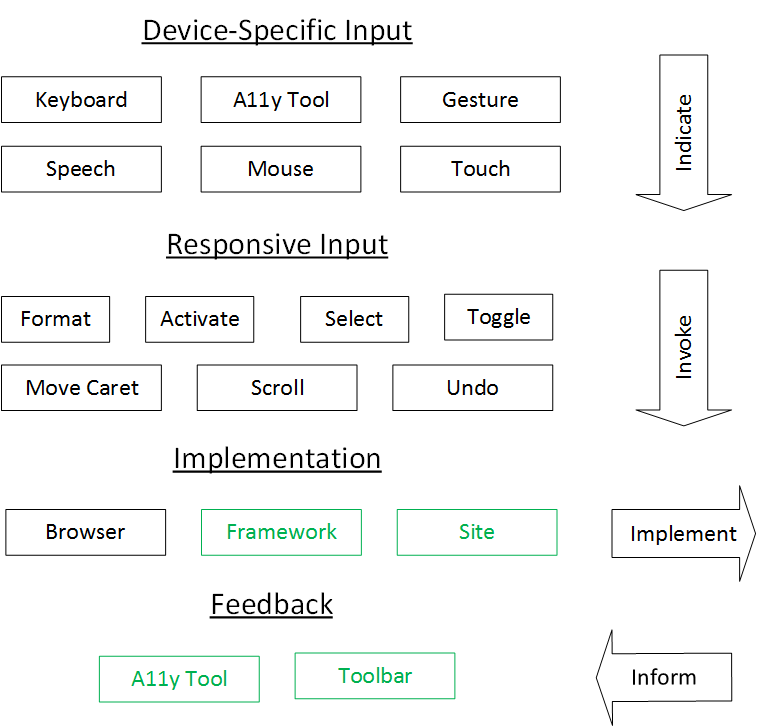 Device-Specific Input
Keyboard
A11y Tool
Gesture
Speech
Mouse
Touch
Indicate
Responsive Input
Format
Activate
Select
Toggle
Move Caret
Scroll
Undo
Invoke
Implementation
Browser
Framework
Site
Implement
Feedback
A11y Tool
Toolbar
Inform